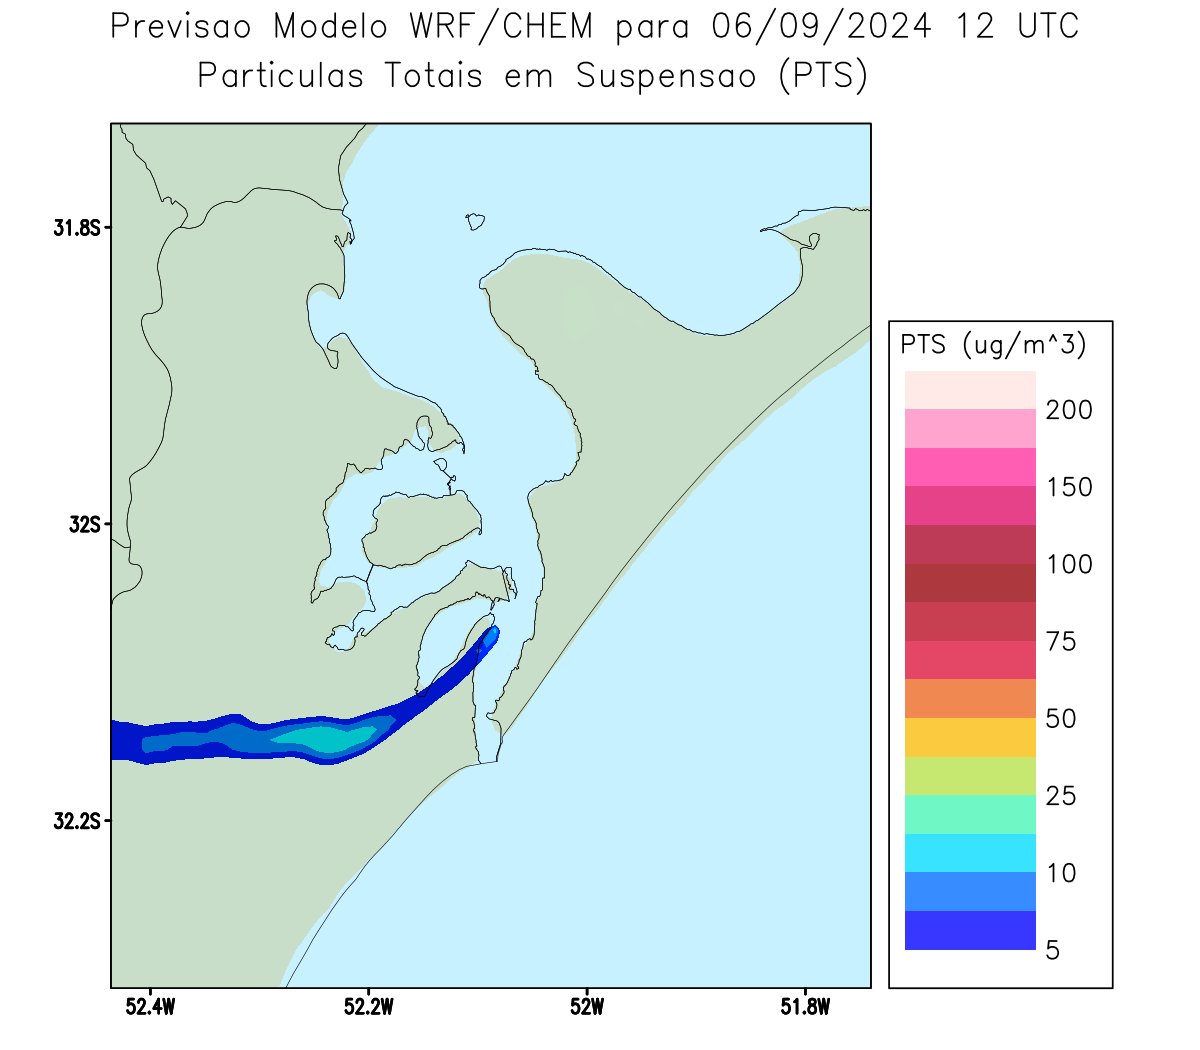 Previsao Modelo WRF/CHEM para 06/09/2024 12 UTC
Particulas Totais em Suspensao (PTS)
31.8S
32S
32.2S
52.4W
52.2W
52W
51.8W
PTS (ug/m^3)
200
150
100
75
50
25
10
5